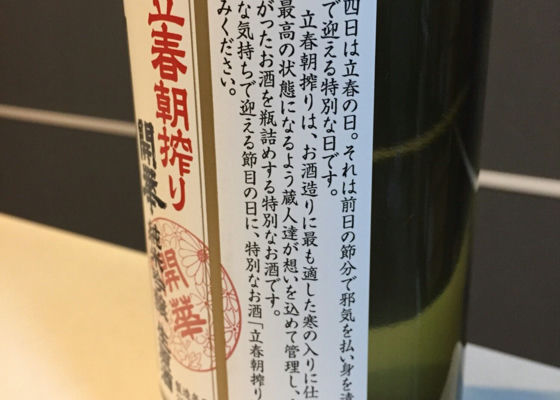 四日は立春の日。それは前日の節分で邪気を払い身を清
で迎える特別な日です。
立春朝搾りは、お酒造りに最も適した寒の入りに仕
最高の状態になるよう蔵人達が想いを込めて管理し、
がったお酒を瓶詰めする特別なお酒です。
な気持ちで迎える節目の日に、特別なお酒「立春朝搾り
みください。
立春朝搾り
開華
開華